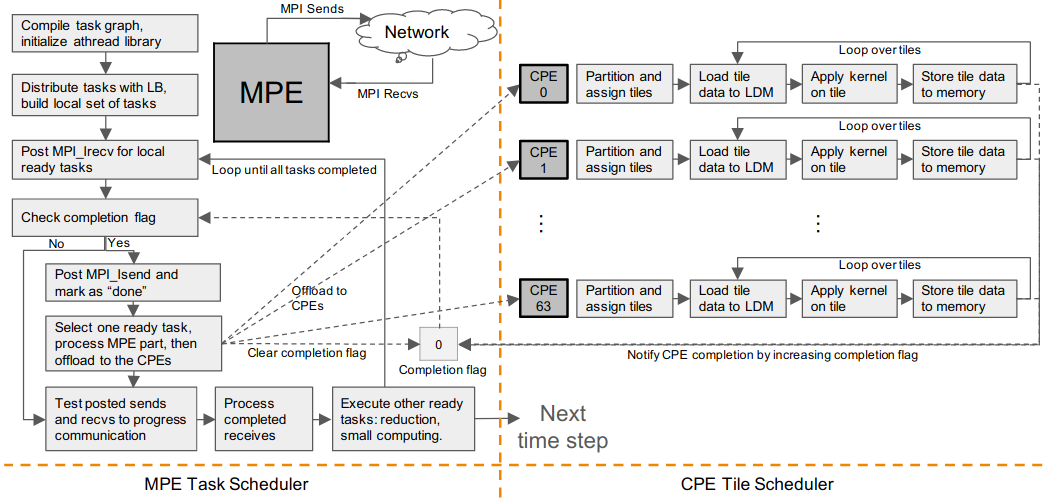 Compile task graph,
initialize athread library
Distribute tasks with LB,
build local set of tasks
Post MPI_Irecv for local
ready tasks
Check completion flag
No
Yes
Post MPI_Isend and
mark as “done”
Select one ready task,
process MPE part, then
offload to the CPEs
Test posted sends
and recvs to progress
communication
Process
completed
receives
Execute other ready
tasks: reduction,
small computing.
Next
time step
MPI Sends
Network
MPE
MPI Recvs
Loop until all tasks completed
Offload to
CPEs
Clear completion flag
0
Completion flag
Loop over tiles
CPE
0
Partition and
assign tiles
Load tile
data to LDM
Apply kernel
on tile
Store tile data
to memory
Loop over tiles
CPE
1
Partition and
assign tiles
Load tile
data to LDM
Apply kernel
on tile
Store tile data
to memory
⋮ ⋮
Loop over tiles
CPE
63
Partition and
assign tiles
Load tile
data to LDM
Apply kernel
on tile
Store tile data
to memory
Notify CPE completion by increasing completion flag
MPE Task Scheduler
CPE Tile Scheduler